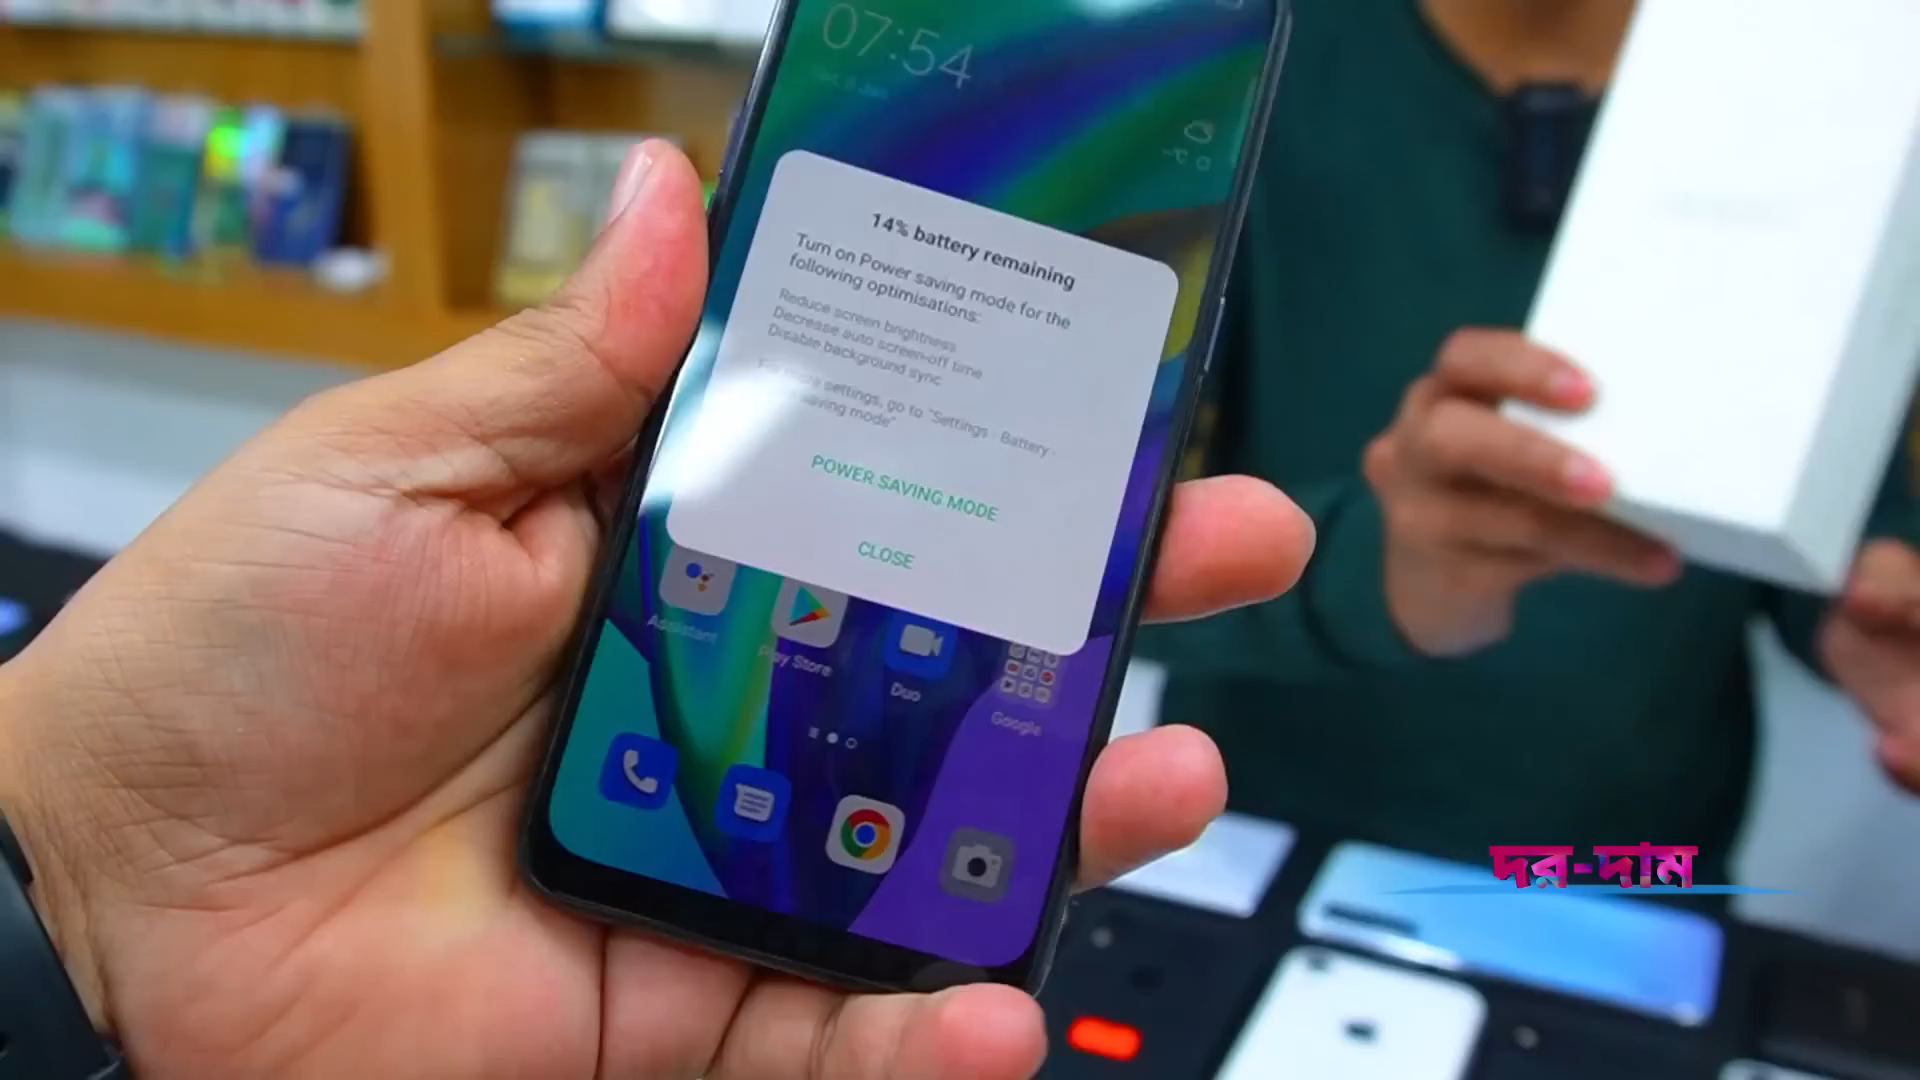 07:54
14% battery remaining
Turn on Power saving mode for the
following optimisations:
Reduce screen brightness
Decrease auto screen-off time
Disable background sync
settings, go to "Settings - Battery -
saving mode"
POWER SAVING MODE
CLOSE
Assistant
Play Store
Duo
Google
দর-দাম